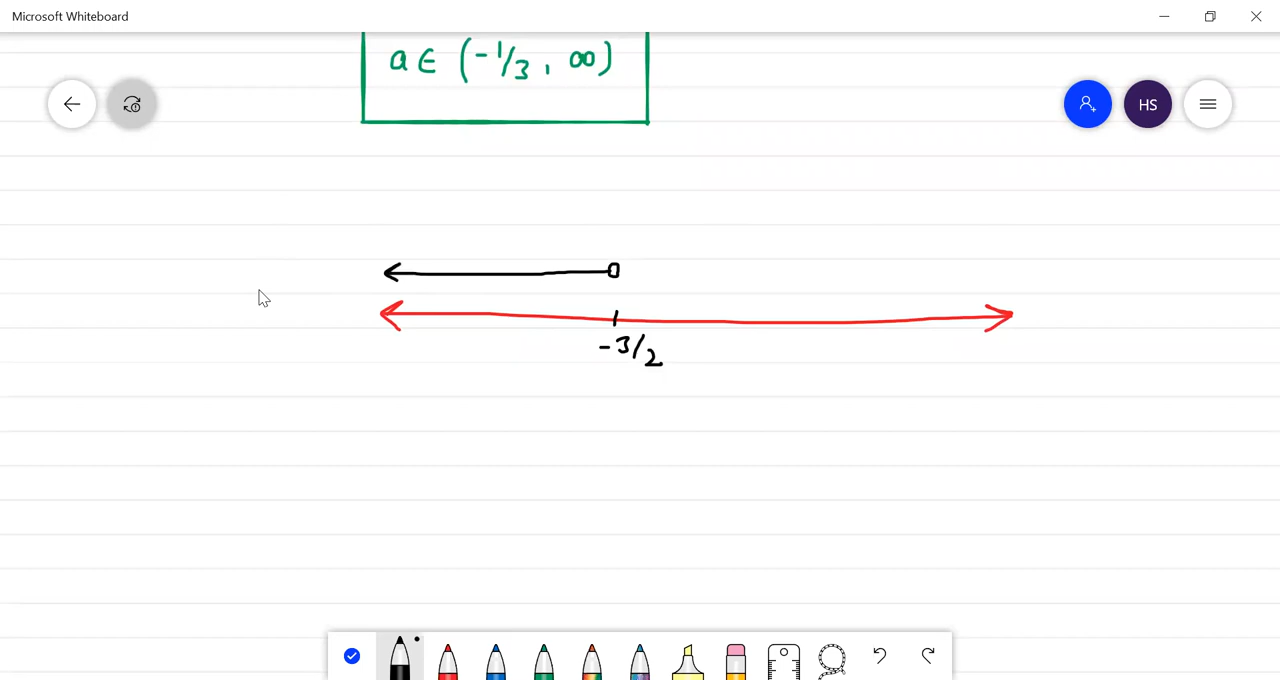 Microsoft Whiteboard
a ∈ (-1/3, ∞)
HS
-3/2